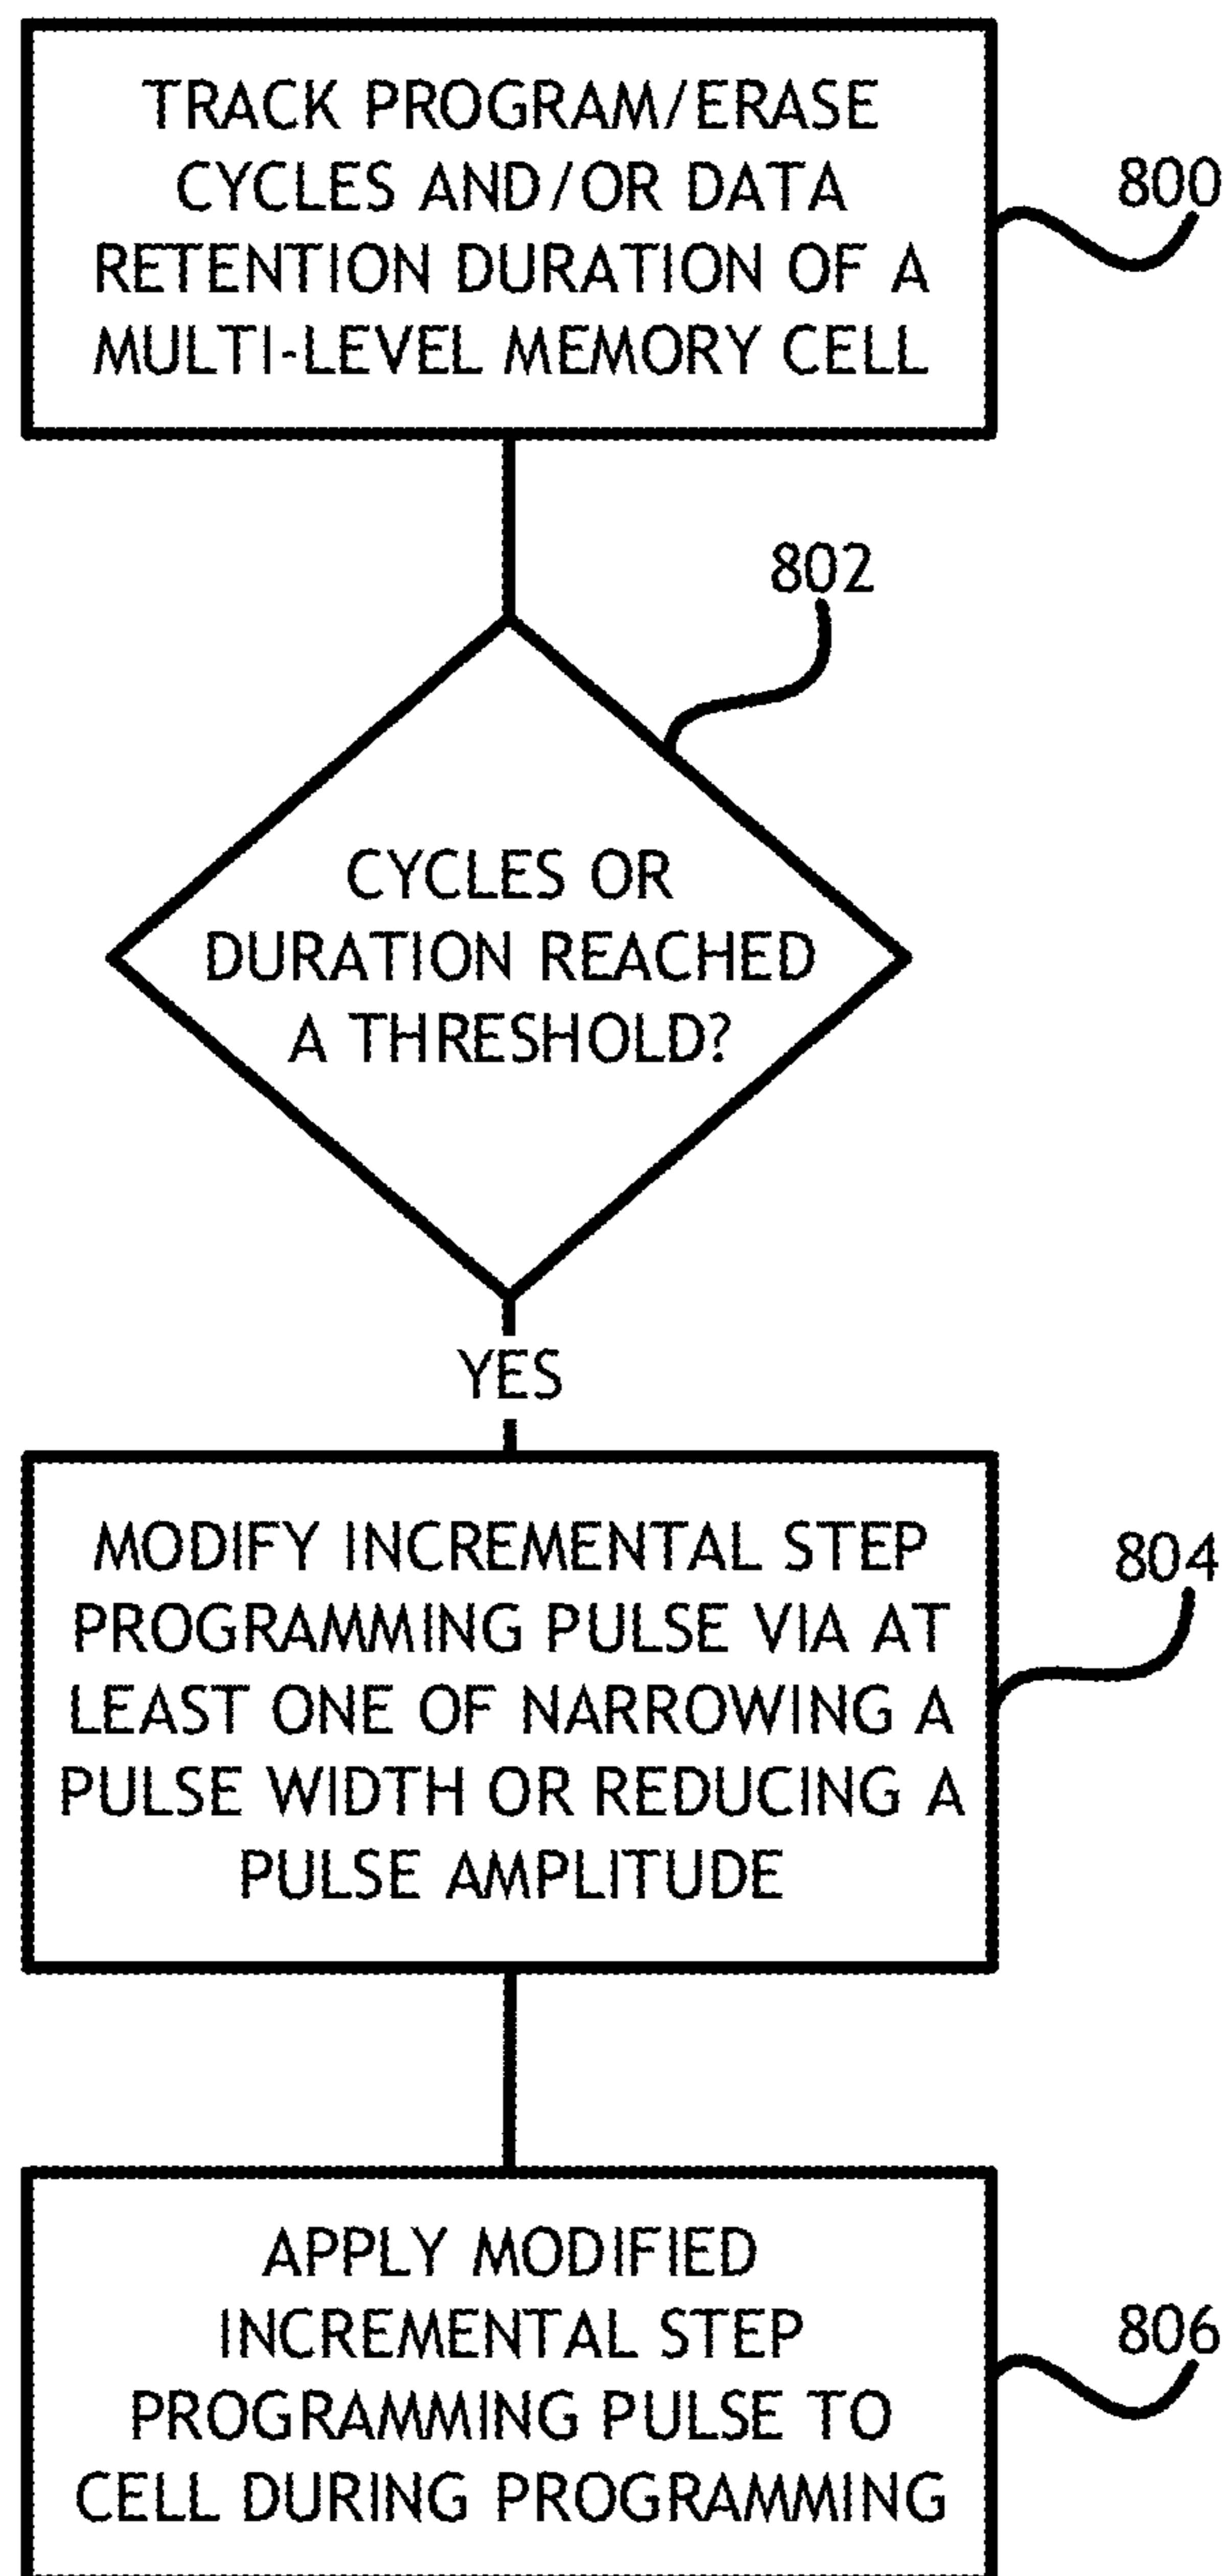 TRACK PROGRAM/ERASE
CYCLES AND/OR DATA
RETENTION DURATION OF A
MULTI-LEVEL MEMORY CELL
800
802
CYCLES OR
DURATION REACHED
A THRESHOLD?
YES
MODIFY INCREMENTAL STEP
PROGRAMMING PULSE VIA AT
LEAST ONE OF NARROWING A
PULSE WIDTH OR REDUCING A
PULSE AMPLITUDE
804
APPLY MODIFIED
INCREMENTAL STEP
PROGRAMMING PULSE TO
CELL DURING PROGRAMMING
806